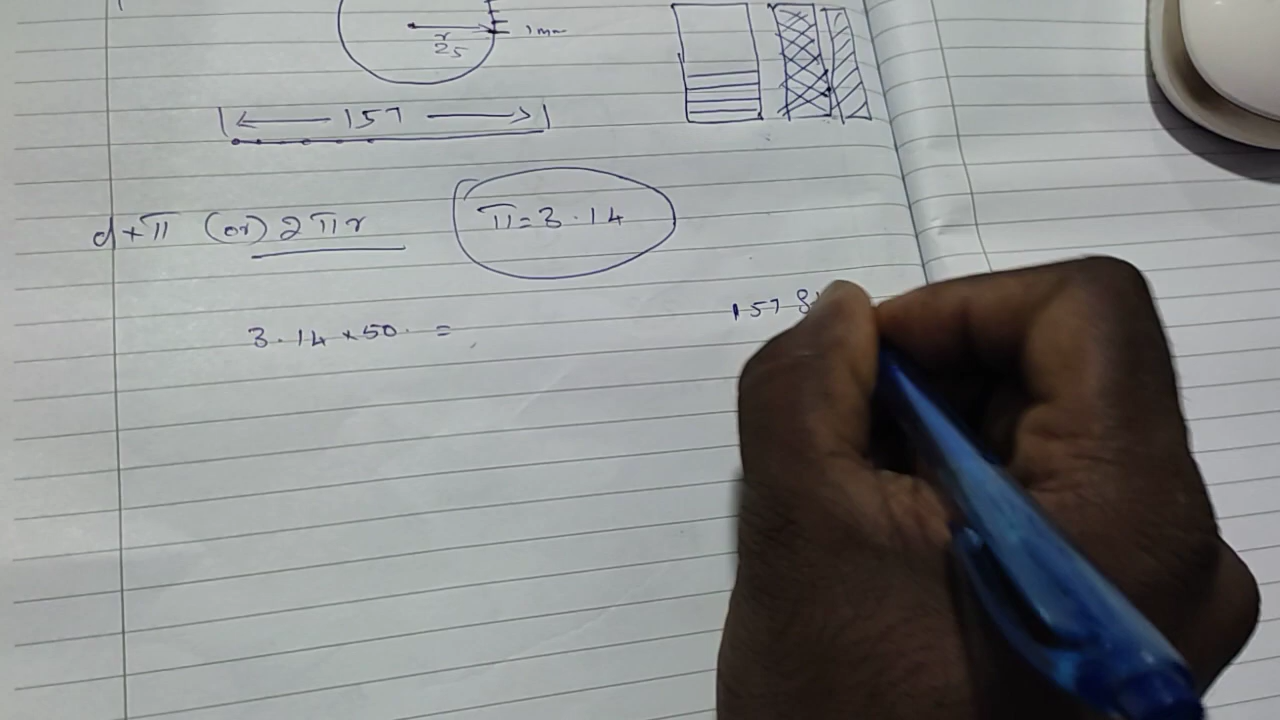 r
25
1mm
157
d × π (or) 2πr
π = 3.14
3.14 × 50 =
157